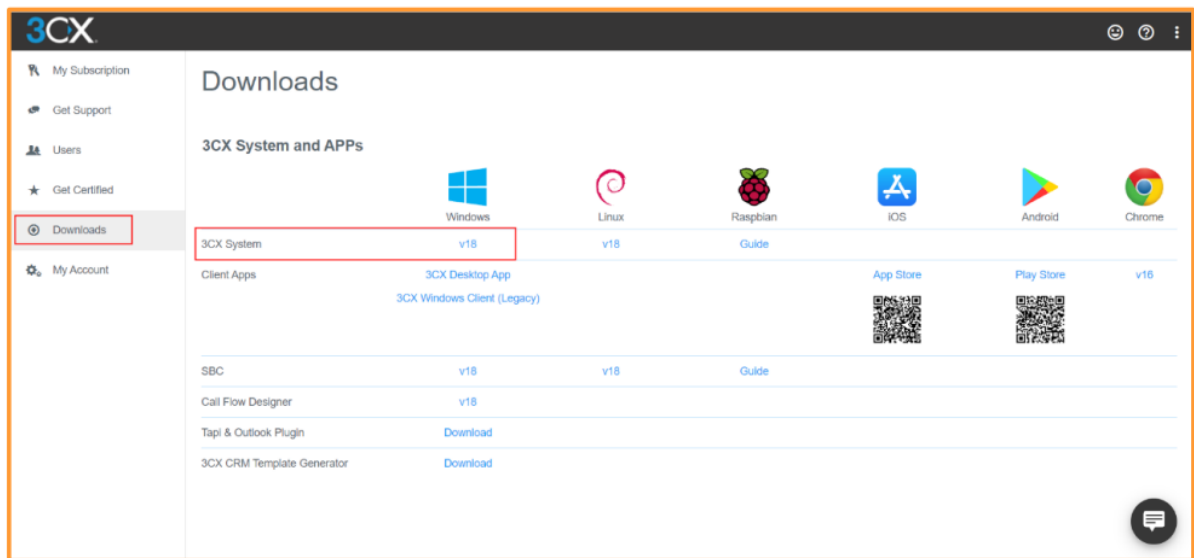 3CX
My Subscription
Get Support
Users
Get Certified
Downloads
My Account
Downloads
3CX System and APPs
Windows Linux Raspbian iOS Android Chrome
3CX System v18 v18 Guide
Client Apps 3CX Desktop App App Store Play Store v16
3CX Windows Client (Legacy)
SBC v18 v18 Guide
Call Flow Designer v18
Tapi & Outlook Plugin Download
3CX CRM Template Generator Download